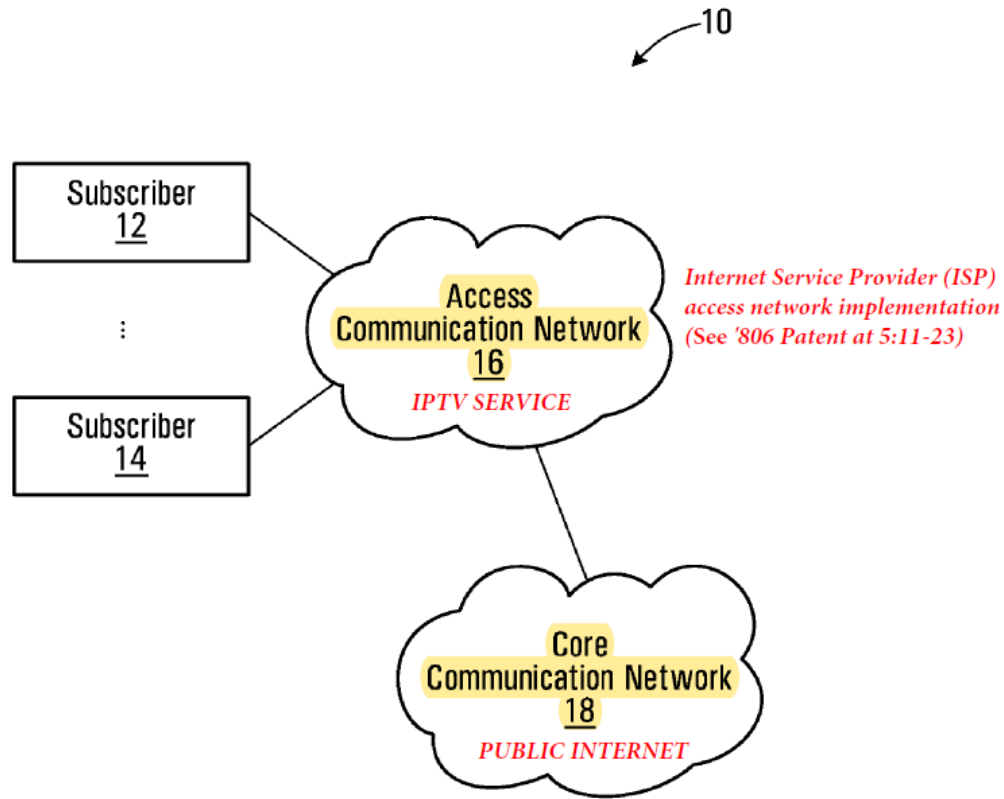 10
Subscriber
12
⋮
Subscriber
14
Access
Communication Network
16
IPTV SERVICE
Internet Service Provider (ISP)
access network implementation
(See '806 Patent at 5:11-23)
Core
Communication Network
18
PUBLIC INTERNET